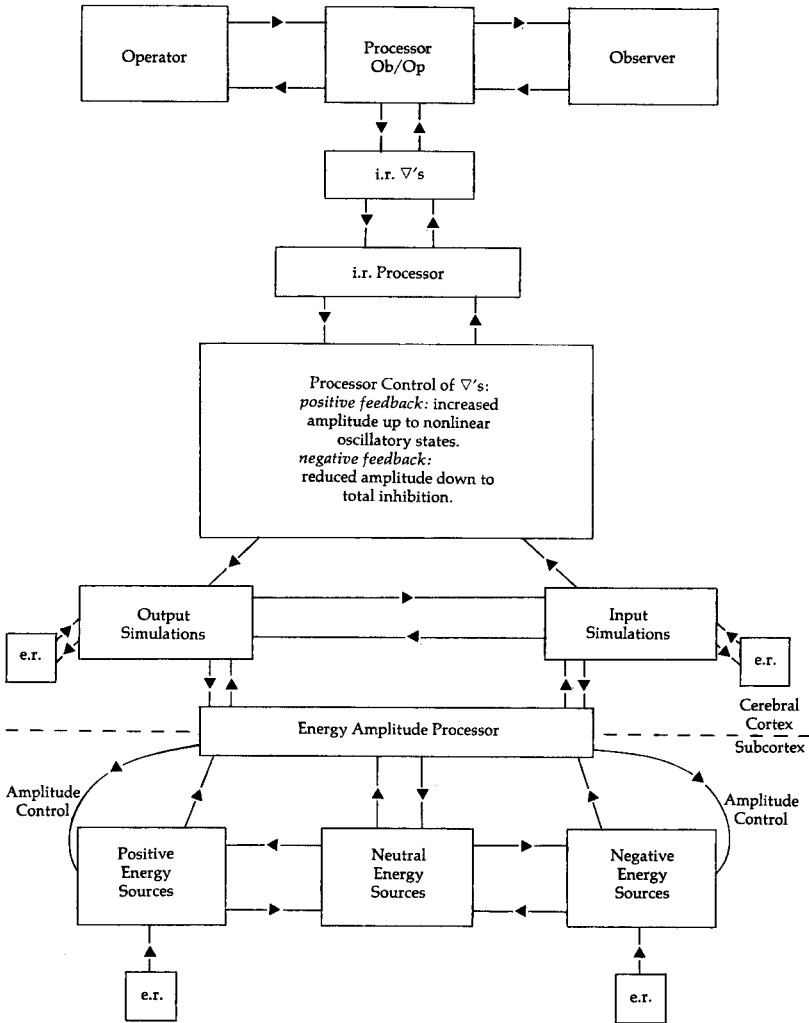 Operator
Processor
Ob/Op
Observer
i.r. ▽'s
i.r. Processor
Processor Control of ▽'s:
positive feedback: increased
amplitude up to nonlinear
oscillatory states.
negative feedback:
reduced amplitude down to
total inhibition.
Output
Simulations
Input
Simulations
e.r.
e.r.
Cerebral
Cortex
Energy Amplitude Processor
Subcortex
Amplitude
Control
Amplitude
Control
Positive
Energy
Sources
Neutral
Energy
Sources
Negative
Energy
Sources
e.r.
e.r.